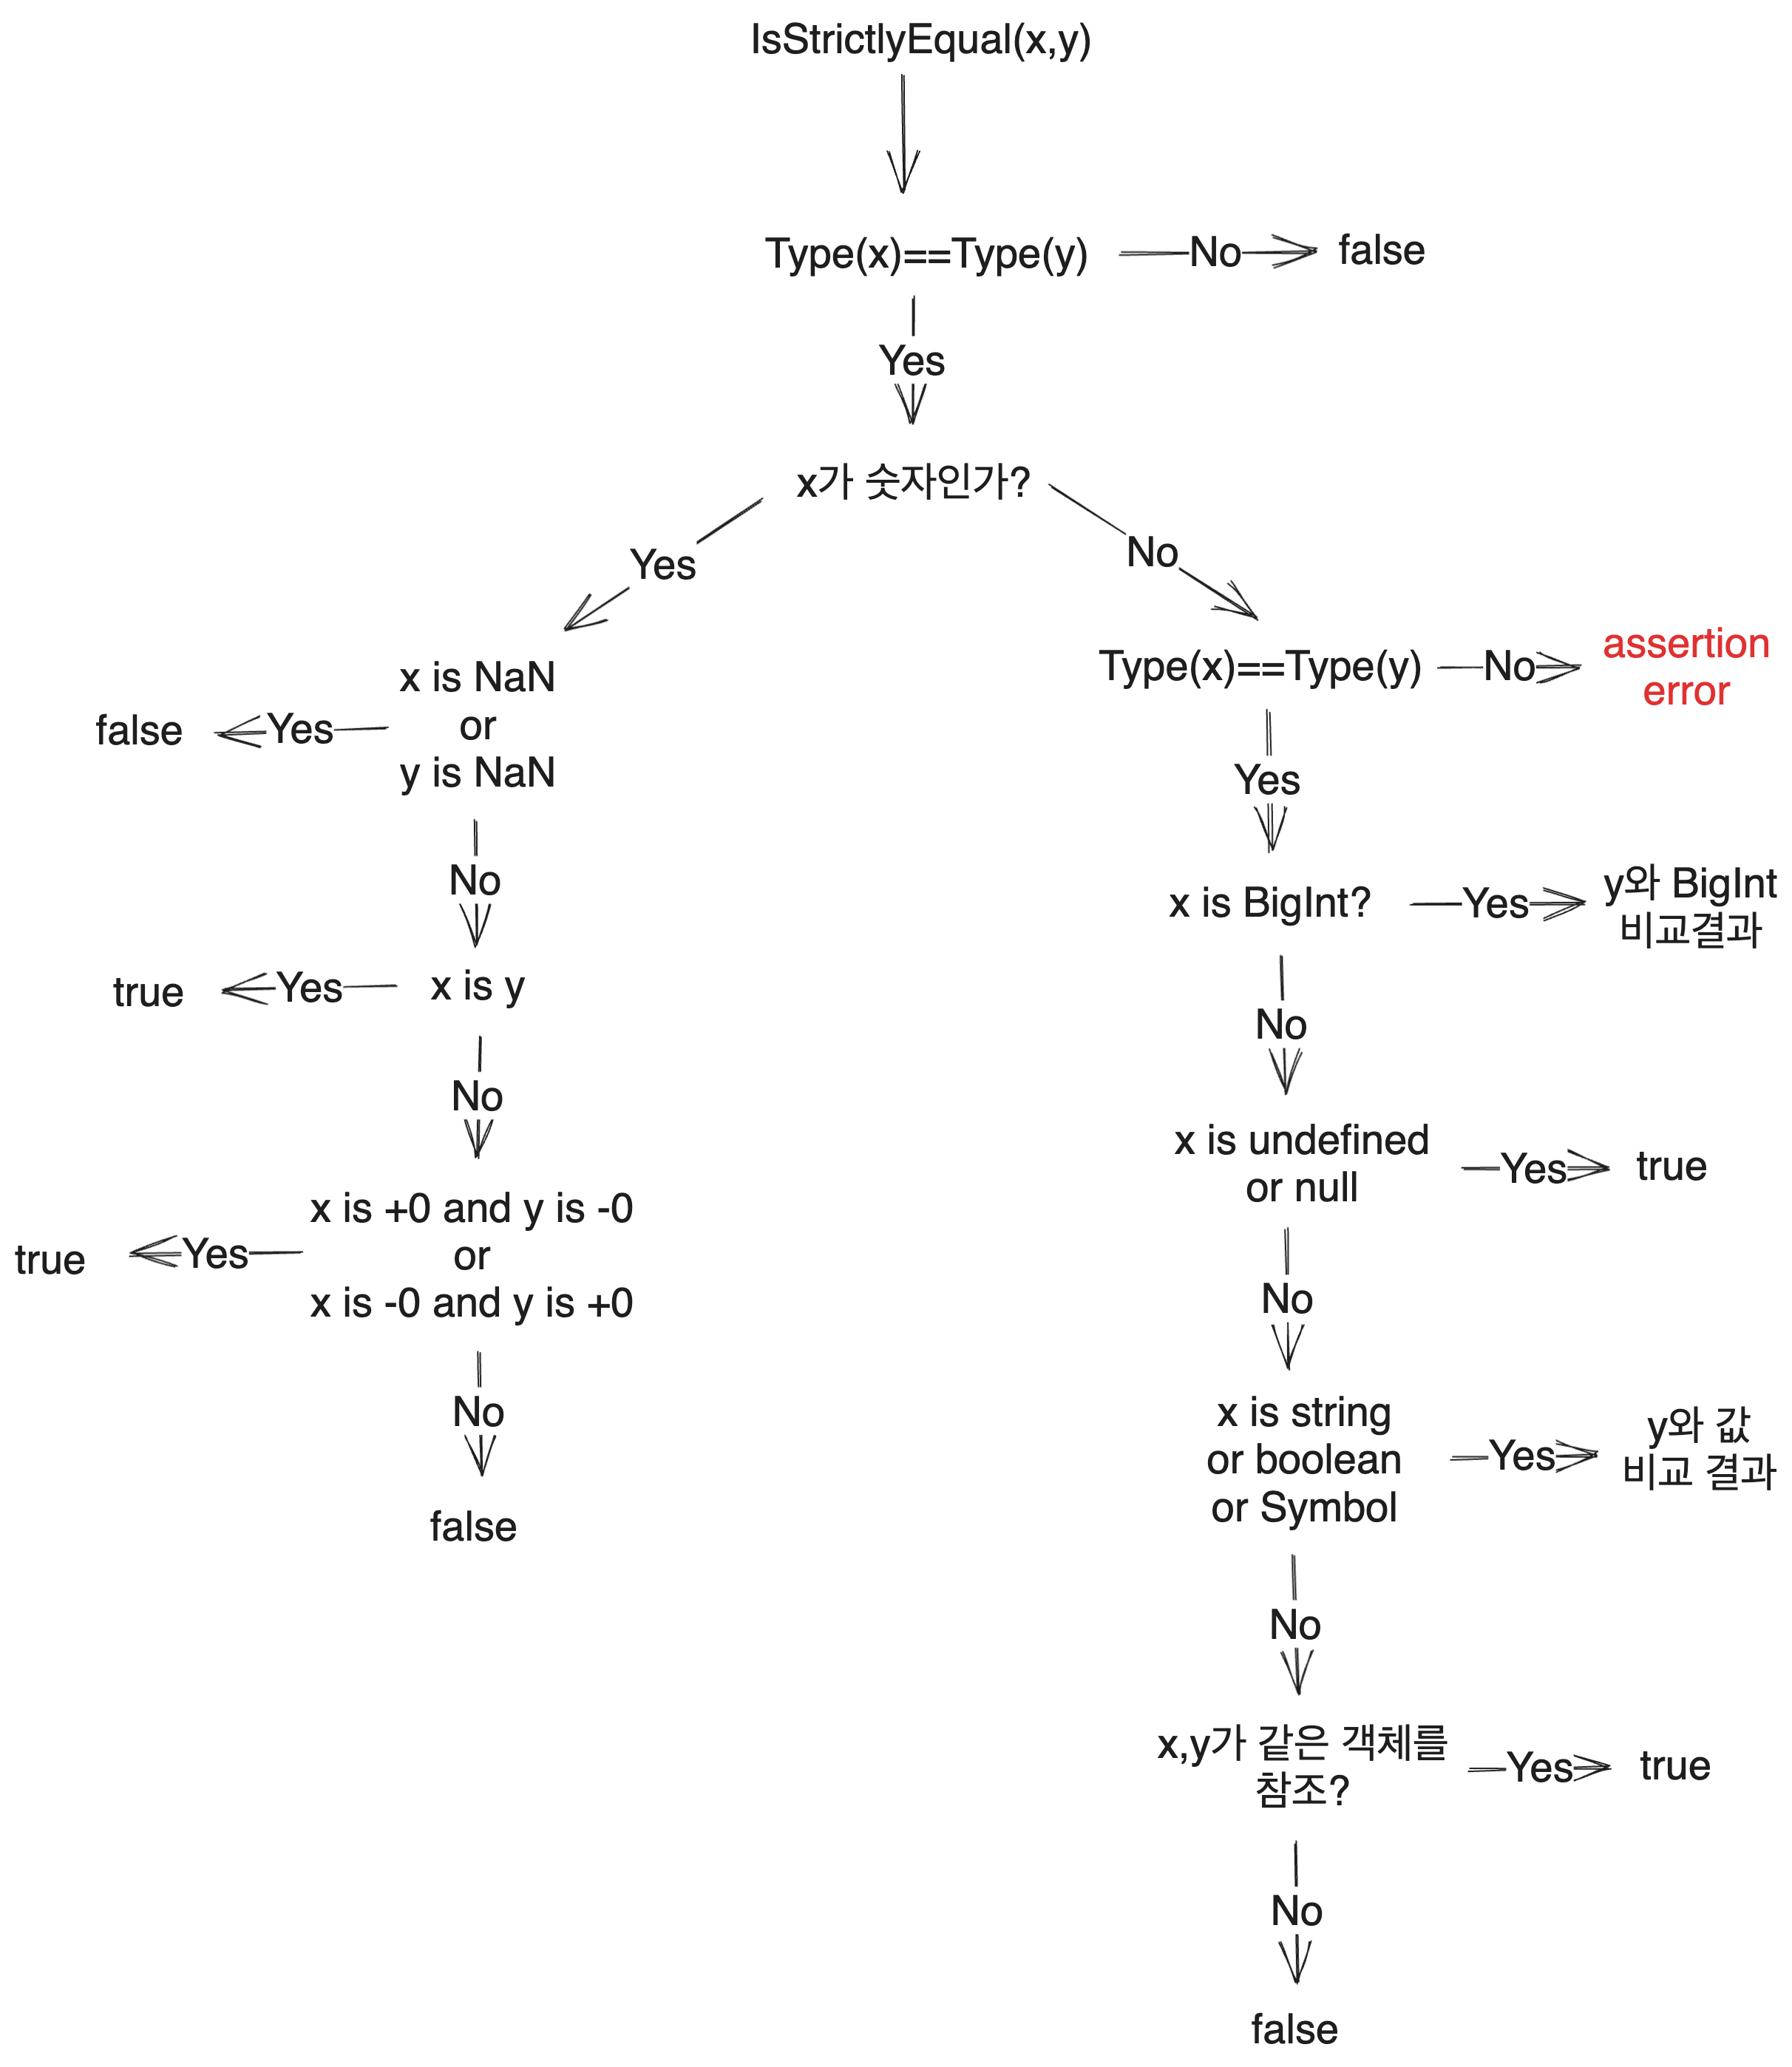 IsStrictlyEqual(x,y)
Type(x)==Type(y)
No
false
Yes
x가 숫자인가?
Yes
No
x is NaN
or
y is NaN
Yes
false
No
x is y
Yes
true
No
x is +0 and y is -0
or
x is -0 and y is +0
Yes
true
No
false
Type(x)==Type(y)
No
assertion
error
Yes
x is BigInt?
Yes
y와 BigInt
비교결과
No
x is undefined
or null
Yes
true
No
x is string
or boolean
or Symbol
Yes
y와 값
비교 결과
No
x,y가 같은 객체를
참조?
Yes
true
No
false